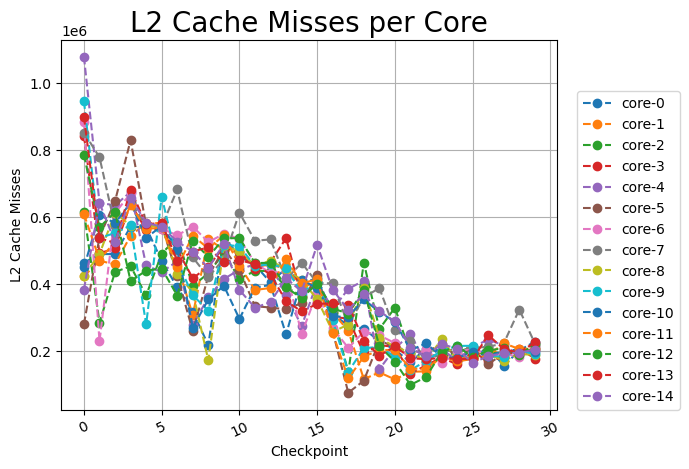 L2 Cache Misses per Core
1e6
1.0
0.8
0.6
0.4
0.2
L2 Cache Misses
0
5
10
15
20
25
30
Checkpoint
core-0
core-1
core-2
core-3
core-4
core-5
core-6
core-7
core-8
core-9
core-10
core-11
core-12
core-13
core-14